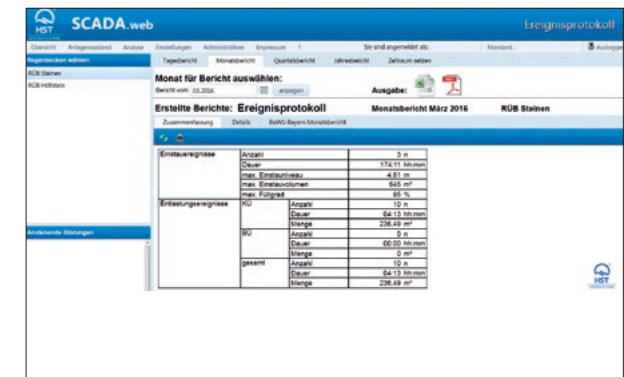 HST
SCADA.web
Ereignisprotokoll
Übersicht Anlagenzustand Analyse Einstellungen Administratives Impressum ? Sie sind angemeldet als: Mandant: Ausloggen
Regenbecken wählen
RÜB Steinen
Tagesbericht Monatsbericht Quartalsbericht Jahresbericht Zeitraum setzen
Monat für Bericht auswählen:
Bericht vom 03.2016 anzeigen Ausgabe:
Erstellte Berichte: Ereignisprotokoll Monatsbericht März 2016 RÜB Steinen
Zusammenfassung Details BaWü-Bayern-Monatsbericht
Einstauereignisse Anzahl 3 n
Dauer 174:11 hh:mm
max. Einstauniveau 4,61 m
max. Einstauvolumen 645 m³
max. Füllgrad 85 %
Entlastungsereignisse KÜ Anzahl 10 n
Dauer 04:13 hh:mm
Menge 236,49 m³
BÜ Anzahl 0 n
Dauer 00:00 hh:mm
Menge 0 m³
gesamt Anzahl 10 n
Dauer 04:13 hh:mm
Menge 236,49 m³
Anstehende Störungen
HST